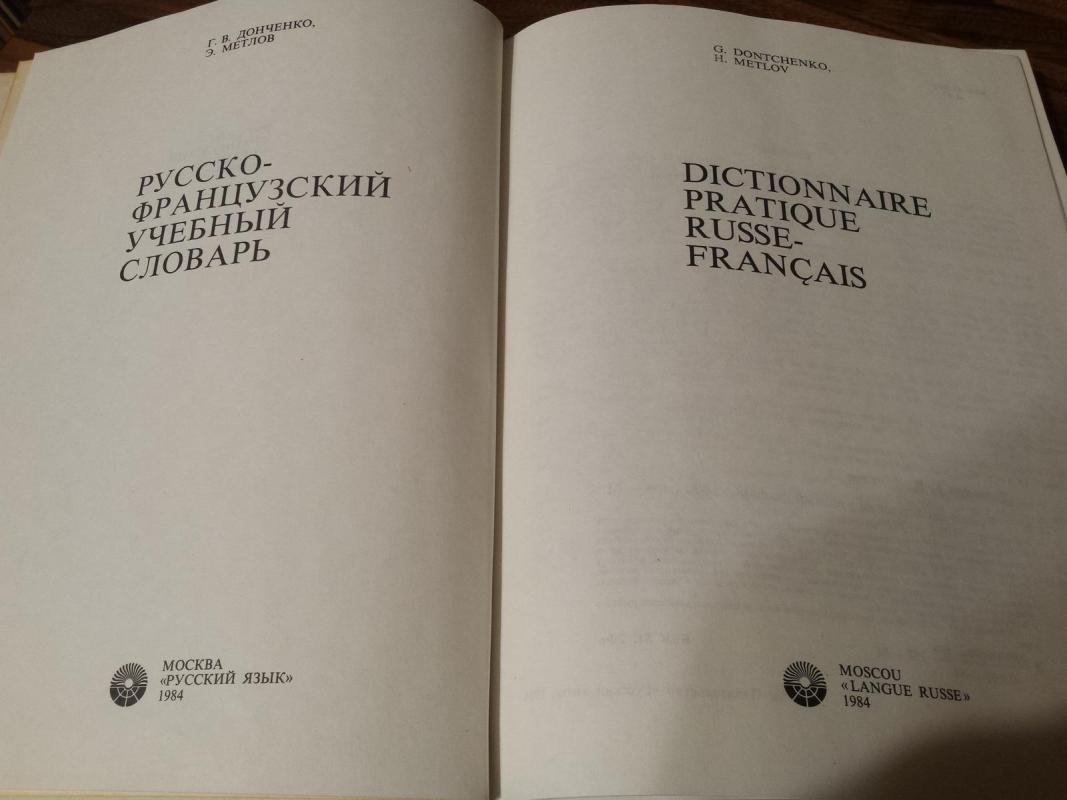 Г. В. ДОНЧЕНКО,
Э. МЕТЛОВ
РУССКО-
ФРАНЦУЗСКИЙ
УЧЕБНЫЙ
СЛОВАРЬ
МОСКВА
«РУССКИЙ ЯЗЫК»
1984
G. DONTCHENKO,
H. METLOV
DICTIONNAIRE
PRATIQUE
RUSSE-
FRANÇAIS
MOSCOU
«LANGUE RUSSE»
1984